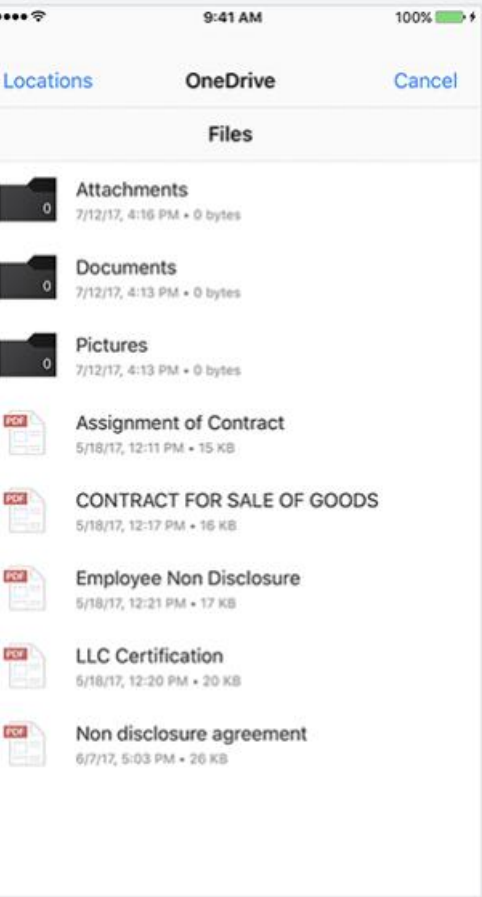 9:41 AM 100%
Locations OneDrive Cancel
Files
0
Attachments
7/12/17, 4:16 PM • 0 bytes
0
Documents
7/12/17, 4:13 PM • 0 bytes
0
Pictures
7/12/17, 4:13 PM • 0 bytes
PDF
Assignment of Contract
5/18/17, 12:11 PM • 15 KB
PDF
CONTRACT FOR SALE OF GOODS
5/18/17, 12:17 PM • 16 KB
PDF
Employee Non Disclosure
5/18/17, 12:21 PM • 17 KB
PDF
LLC Certification
5/18/17, 12:20 PM • 20 KB
PDF
Non disclosure agreement
6/7/17, 5:03 PM • 26 KB